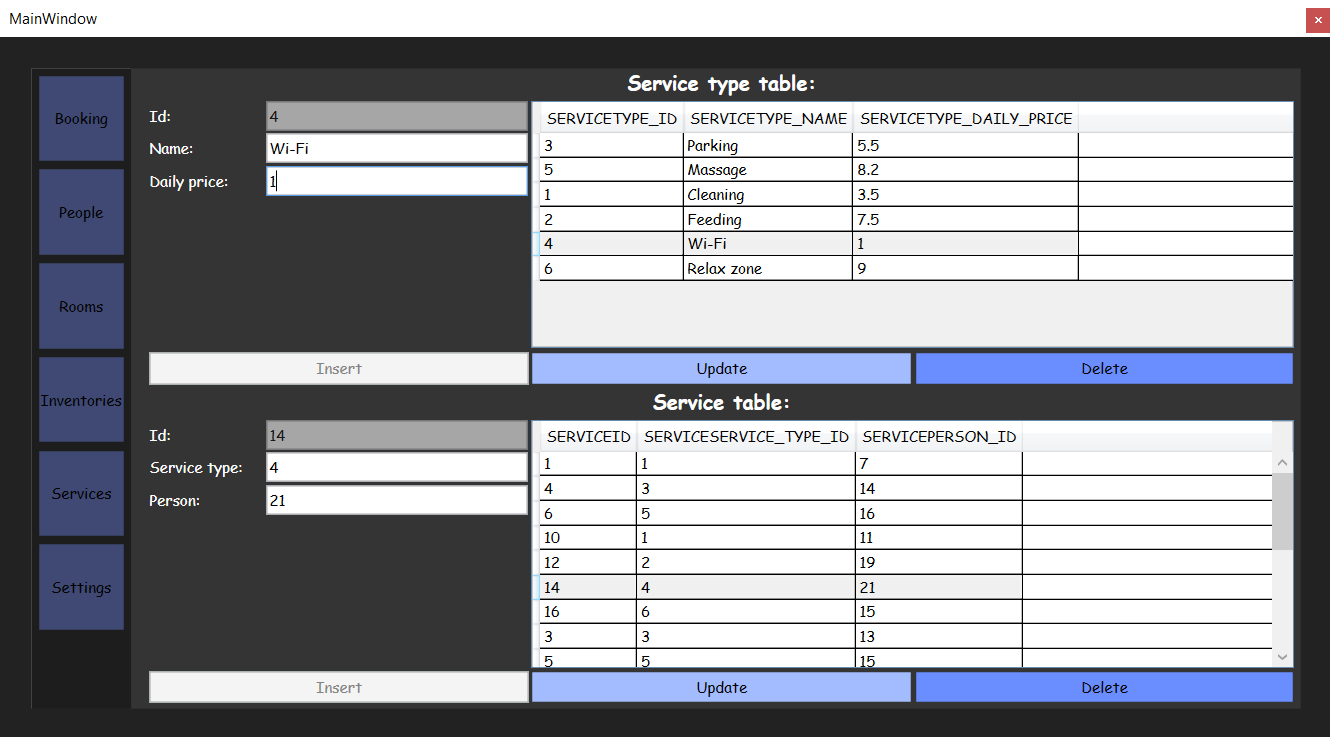 MainWindow
Booking
People
Rooms
Inventories
Services
Settings
Service type table:
Id: 4
Name: Wi-Fi
Daily price: 1
SERVICETYPE_ID SERVICETYPE_NAME SERVICETYPE_DAILY_PRICE
3 Parking 5.5
5 Massage 8.2
1 Cleaning 3.5
2 Feeding 7.5
4 Wi-Fi 1
6 Relax zone 9
Insert Update Delete
Service table:
Id: 14
Service type: 4
Person: 21
SERVICEID SERVICESERVICE_TYPE_ID SERVICEPERSON_ID
1 1 7
4 3 14
6 5 16
10 1 11
12 2 19
14 4 21
16 6 15
3 3 13
5 5 15
Insert Update Delete